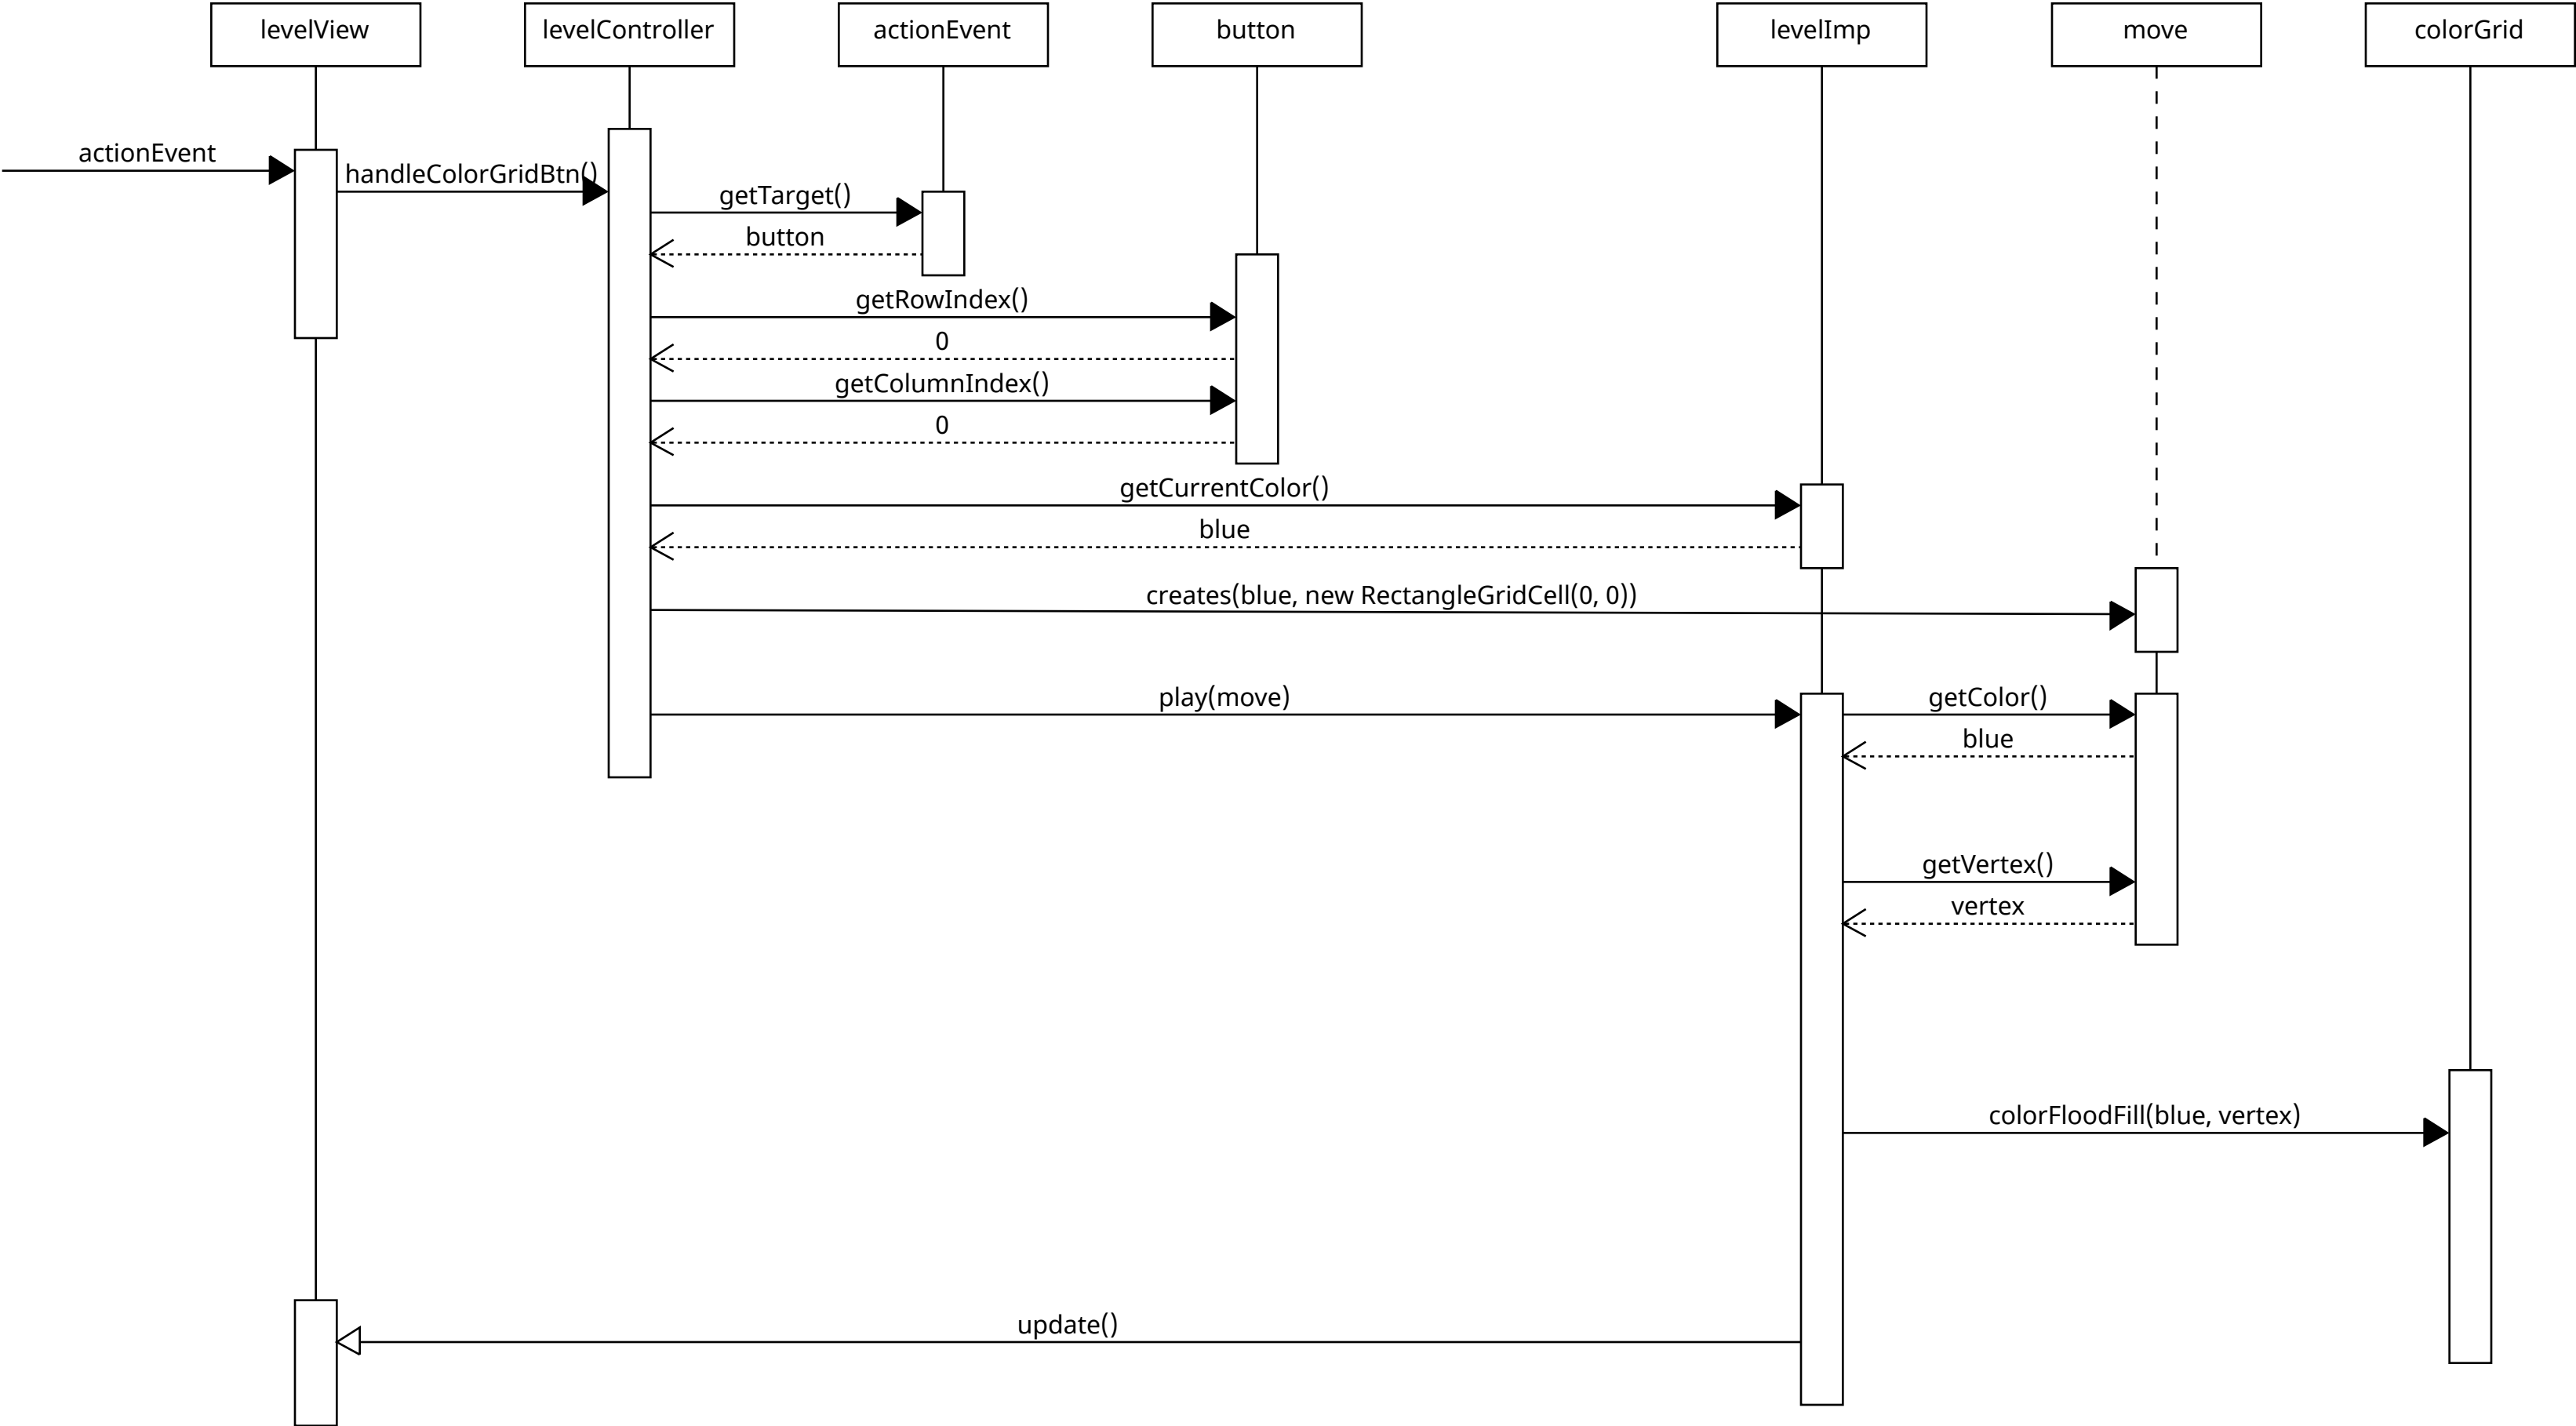 levelView
levelController
actionEvent
button
levelImp
move
colorGrid
actionEvent
handleColorGridBtn()
getTarget()
button
getRowIndex()
0
getColumnIndex()
0
getCurrentColor()
blue
creates(blue, new RectangleGridCell(0, 0))
play(move)
getColor()
blue
getVertex()
vertex
colorFloodFill(blue, vertex)
update()